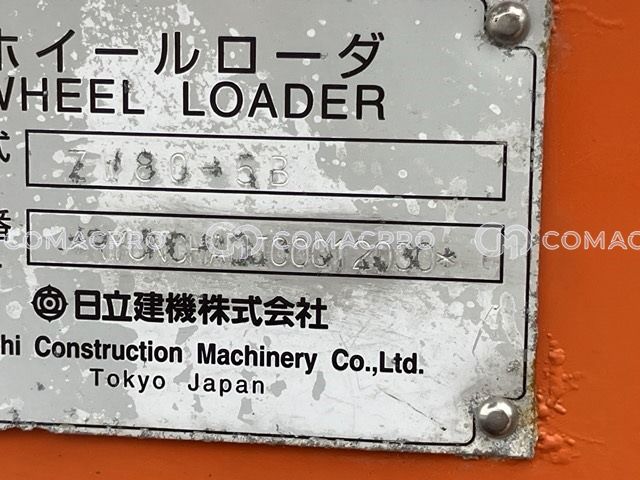 ホイールローダ
WHEEL LOADER
式 ZW80-5B
番
COMACPRO COMACPRO COMACPRO
日立建機株式会社
hi Construction Machinery Co.,Ltd.
Tokyo Japan